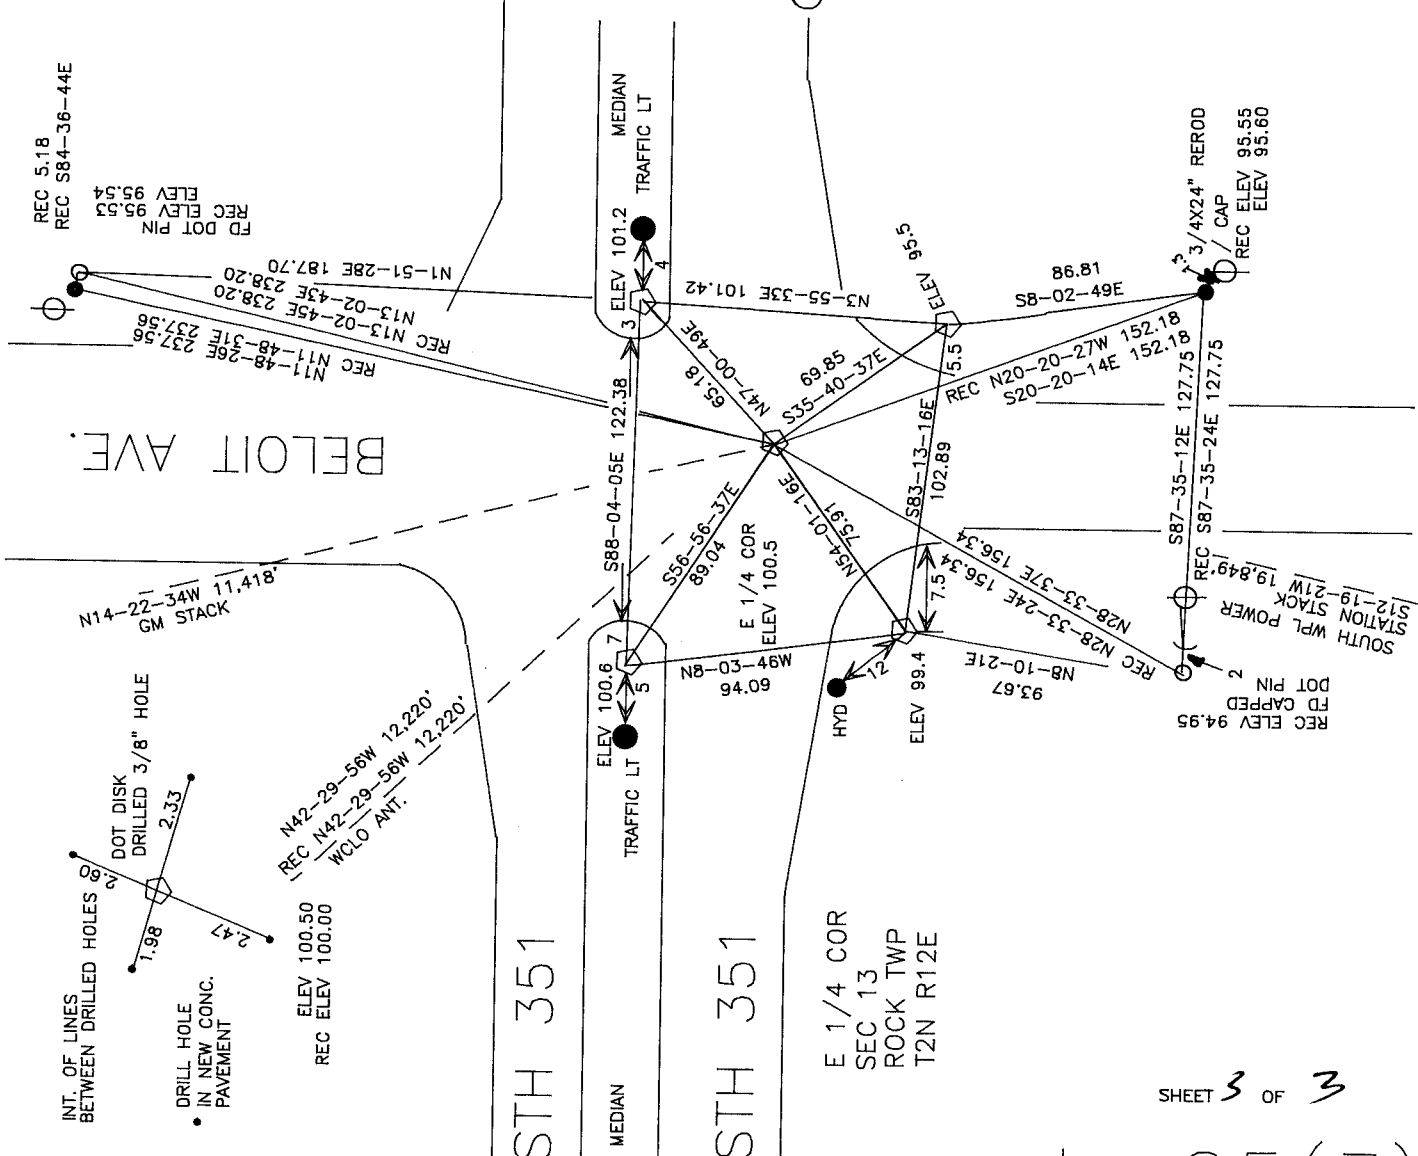 REC 5.18
REC S84-36-44E
FD DOT PIN
REC ELEV 95.53
ELEV 95.54
N1-51-28E 187.70
N13-02-43E 238.20
REC N13-02-45E 238.20
REC N11-48-31E 237.56
N11-48-26E 237.56
BELOIT AVE.
MEDIAN
TRAFFIC LT
ELEV 101.2
4
3
S88-04-05E 122.38
7
N3-55-33E 101.42
N47-00-49E
65.18
69.85
S35-40-37E
ELEV 95.5
5.5
86.81
S8-02-49E
3/4X24" REROD
/ CAP
1.3
REC ELEV 95.55
ELEV 95.60
REC N20-20-27W 152.18
S20-20-14E 152.18
S83-13-16E
102.89
S87-35-12E 127.75
REC S87-35-24E 127.75
S56-56-37E
89.04
E 1/4 COR
ELEV 100.5
N54-01-16E
75.91
N28-33-37E 156.34
REC N28-33-24E 156.34
7.5
N14-22-34W 11,418'
GM STACK
N42-29-56W 12,220'
REC N42-29-56W 12,220'
WCLO ANT.
ELEV 100.6
5
TRAFFIC LT
N8-03-46W
94.09
HYD
12
ELEV 99.4
N8-10-21E
93.67
S12-19-21W 19,849'
STATION STACK
SOUTH WPL POWER
2
FD CAPPED
DOT PIN
REC ELEV 94.95
DOT DISK
DRILLED 3/8" HOLE
2.33
2.60
1.98
2.47
INT. OF LINES
BETWEEN DRILLED HOLES
DRILL HOLE
IN NEW CONC.
PAVEMENT
ELEV 100.50
REC ELEV 100.00
STH 351
MEDIAN
STH 351
E 1/4 COR
SEC 13
ROCK TWP
T2N R12E
SHEET 3 OF 3